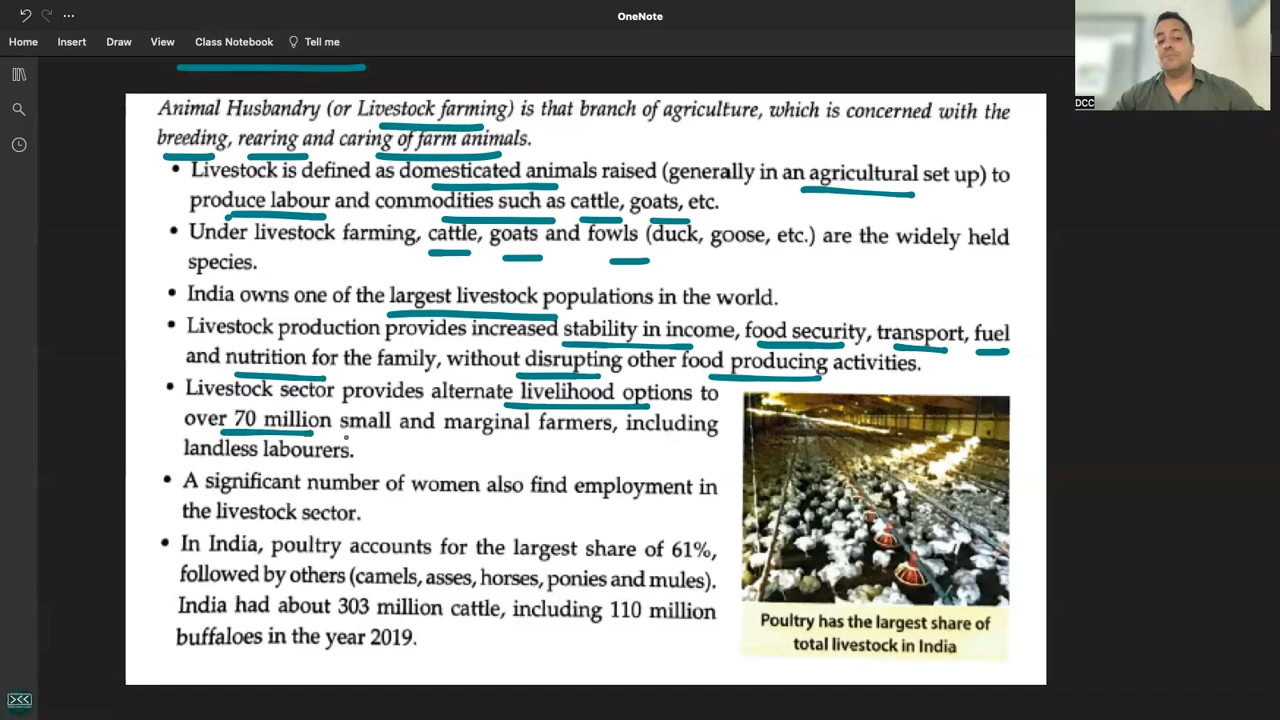 OneNote
Home Insert Draw View Class Notebook Tell me
DCC
Animal Husbandry (or Livestock farming) is that branch of agriculture, which is concerned with the
breeding, rearing and caring of farm animals.
• Livestock is defined as domesticated animals raised (generally in an agricultural set up) to
produce labour and commodities such as cattle, goats, etc.
• Under livestock farming, cattle, goats and fowls (duck, goose, etc.) are the widely held
species.
• India owns one of the largest livestock populations in the world.
• Livestock production provides increased stability in income, food security, transport, fuel
and nutrition for the family, without disrupting other food producing activities.
• Livestock sector provides alternate livelihood options to
over 70 million small and marginal farmers, including
landless labourers.
• A significant number of women also find employment in
the livestock sector.
• In India, poultry accounts for the largest share of 61%,
followed by others (camels, asses, horses, ponies and mules).
India had about 303 million cattle, including 110 million
buffaloes in the year 2019.
Poultry has the largest share of
total livestock in India